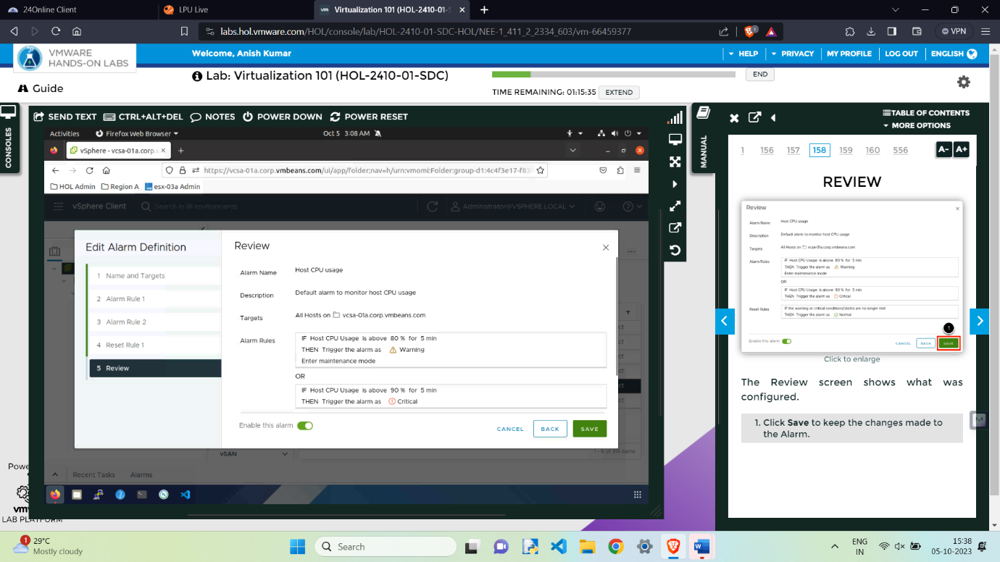 24Online Client
LPU Live
vm Virtualization 101 (HOL-2410-01-S
labs.hol.vmware.com/HOL/console/lab/HOL-2410-01-SDC-HOL/NEE-1_411_2_2334_603/vm-66459377
1
VPN
VMWARE
HANDS-ON LABS
Welcome, Anish Kumar
HELP
PRIVACY
MY PROFILE
LOG OUT
ENGLISH
Lab: Virtualization 101 (HOL-2410-01-SDC)
END
Guide
TIME REMAINING: 01:15:35
EXTEND
CONSOLES
SEND TEXT
CTRL+ALT+DEL
NOTES
POWER DOWN
POWER RESET
Activities
Firefox Web Browser
Oct 5 3:08 AM
vSphere - vcsa-01a.corp.v
https://vcsa-01a.corp.vmbeans.com/ui/app/folder;nav=h/urn:vmomi:Folder:group-d1:4c4f3e17-f83
HOL Admin
Region A
esx-03a Admin
vSphere Client
Search in all environments
Administrator@VSPHERE.LOCAL
Edit Alarm Definition
1 Name and Targets
2 Alarm Rule 1
3 Alarm Rule 2
4 Reset Rule 1
5 Review
Review
Alarm Name
Host CPU usage
Description
Default alarm to monitor host CPU usage
Targets
All Hosts on vcsa-01a.corp.vmbeans.com
Alarm Rules
IF Host CPU Usage is above 80 % for 5 min
THEN Trigger the alarm as Warning
Enter maintenance mode
OR
IF Host CPU Usage is above 90 % for 5 min
THEN Trigger the alarm as Critical
Enable this alarm
CANCEL
BACK
SAVE
vSAN
items
Recent Tasks
Alarms
Powe
vm
LAB PLATFORM
MANUAL
TABLE OF CONTENTS
MORE OPTIONS
1 156 157 158 159 160 556
A- A+
REVIEW
Review
Alarm Name
Host CPU usage
Description
Default alarm to monitor host CPU usage
Targets
All Hosts on vcsa-01a.corp.vmbeans.com
Alarm Rules
IF Host CPU Usage is above 80 % for 5 min
THEN Trigger the alarm as Warning
Enter maintenance mode
OR
IF Host CPU Usage is above 90 % for 5 min
THEN Trigger the alarm as Critical
Reset Rules
IF the warning or critical conditions/states are no longer met
THEN Trigger the alarm as Normal
1
Enable this alarm
CANCEL
BACK
SAVE
Click to enlarge
The Review screen shows what was
configured.
1. Click Save to keep the changes made to
the Alarm.
1
29°C
Mostly cloudy
Search
ENG
IN
15:38
05-10-2023